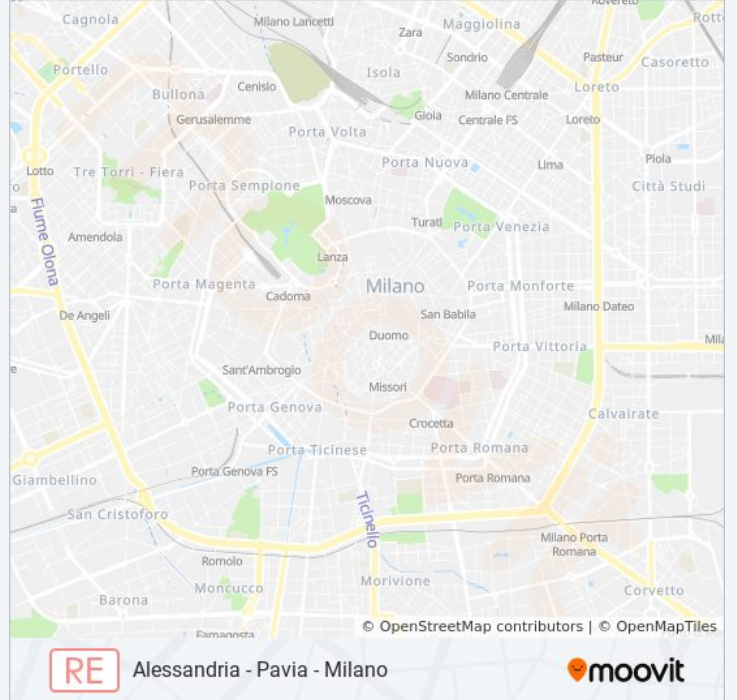 Rovereto
Cagnola
Milano Lancetti
Maggiolina
Zara
Sondrio
Pasteur
Casoretto
Portello
Isola
Cenisio
Bullona
Milano Centrale
Loreto
Gerusalemme
Gioia
Centrale FS
Loreto
Porta Volta
Lotto
Tre Torri - Fiera
Porta Nuova
Lima
Piola
Porta Sempione
Città Studi
Moscova
Fiume Olona
Turati
Porta Venezia
Amendola
Lanza
Porta Magenta
Cadorna
Milano
Porta Monforte
De Angeli
San Babila
Milano Dateo
Duomo
Porta Vittoria
Sant'Ambrogio
Missori
Porta Genova
Crocetta
Calvairate
Porta Ticinese
Porta Romana
Giambellino
Porta Genova FS
Porta Romana
San Cristoforo
Ticinello
Milano Porta
Romana
Romolo
Moncucco
Morivione
Corvetto
Barona
Famagosta
© OpenStreetMap contributors | © OpenMapTiles
RE
Alessandria - Pavia - Milano
moovit